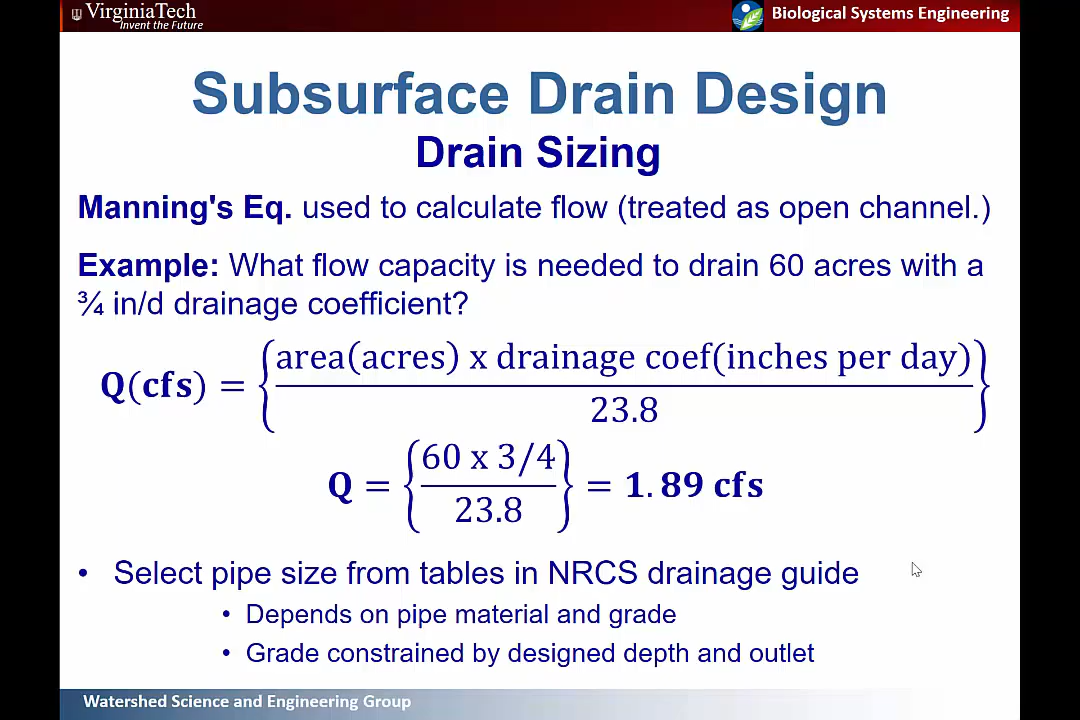 VirginiaTech
Invent the Future
Biological Systems Engineering
Subsurface Drain Design
Drain Sizing
Manning's Eq. used to calculate flow (treated as open channel.)
Example: What flow capacity is needed to drain 60 acres with a
¾ in/d drainage coefficient?
Q(cfs) = {area(acres) x drainage coef(inches per day) / 23.8}
Q = {60 x 3/4 / 23.8} = 1.89 cfs
• Select pipe size from tables in NRCS drainage guide
• Depends on pipe material and grade
• Grade constrained by designed depth and outlet
Watershed Science and Engineering Group